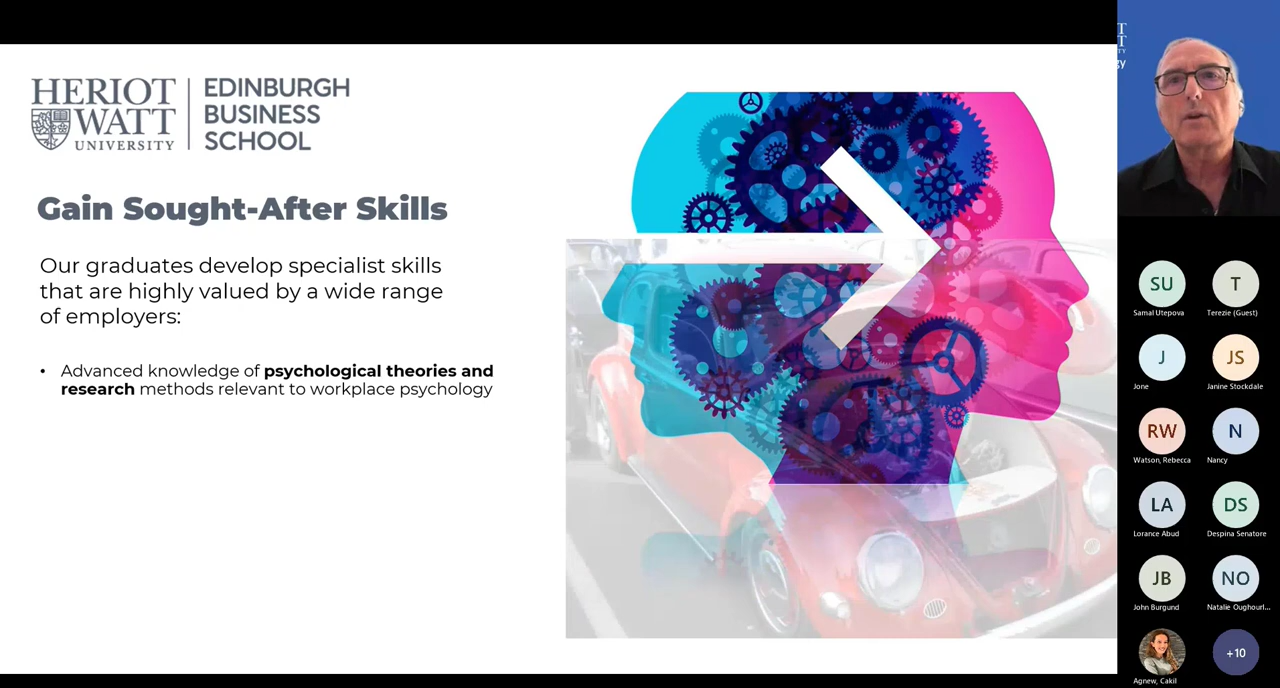 HERIOT
WATT
UNIVERSITY
EDINBURGH
BUSINESS
SCHOOL
Gain Sought-After Skills
Our graduates develop specialist skills
that are highly valued by a wide range
of employers:
• Advanced knowledge of psychological theories and
research methods relevant to workplace psychology
SU
Samal Utepova
T
Terezie (Guest)
J
Jone
JS
Janine Stockdale
RW
Watson, Rebecca
N
Nancy
LA
Lorance Abud
DS
Despina Senatore
JB
John Burgund
NO
Natalie Oughourl...
Agnew, Cakil
+10